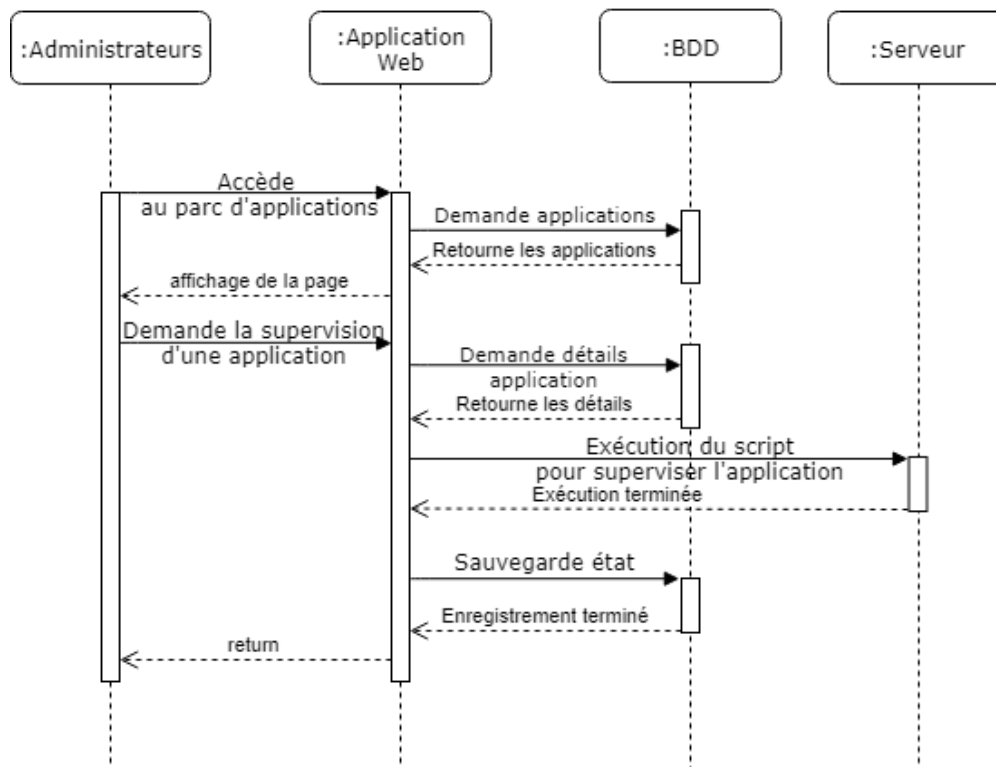 :Administrateurs
:Application
Web
:BDD
:Serveur
Accède
au parc d'applications
Demande applications
Retourne les applications
affichage de la page
Demande la supervision
d'une application
Demande détails
application
Retourne les détails
Exécution du script
pour superviser l'application
Exécution terminée
Sauvegarde état
Enregistrement terminé
return